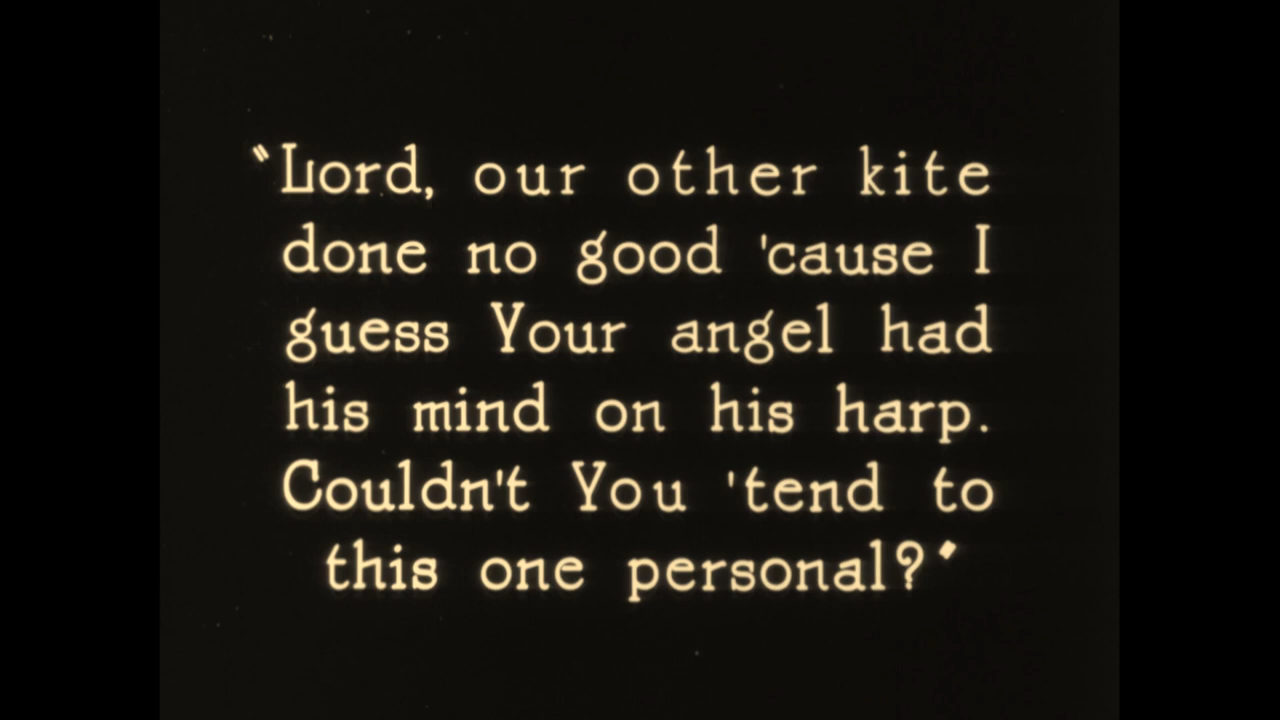 "Lord, our other kite
done no good 'cause I
guess Your angel had
his mind on his harp.
Couldn't You 'tend to
this one personal?"